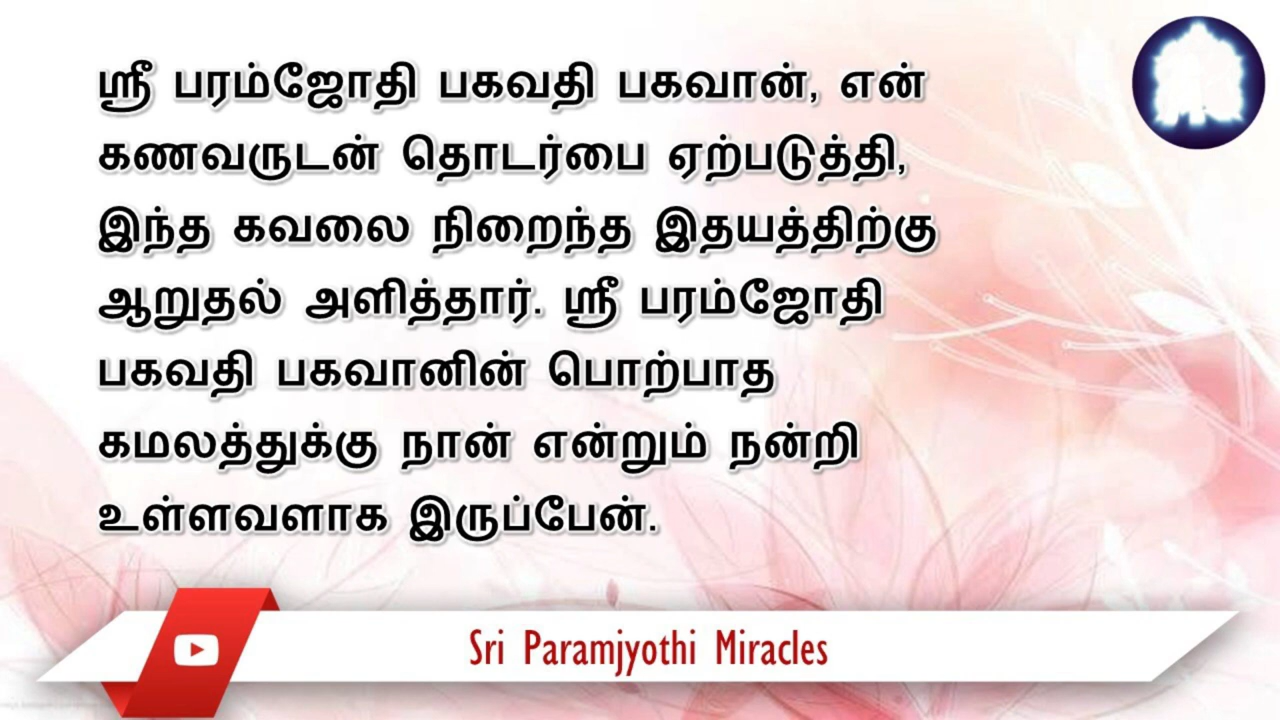 ஸ்ரீ பரம்ஜோதி பகவதி பகவான், என்
கணவருடன் தொடர்பை ஏற்படுத்தி,
இந்த கவலை நிறைந்த இதயத்திற்கு
ஆறுதல் அளித்தார். ஸ்ரீ பரம்ஜோதி
பகவதி பகவானின் பொற்பாத
கமலத்துக்கு நான் என்றும் நன்றி
உள்ளவளாக இருப்பேன்.
Sri Paramjyothi Miracles